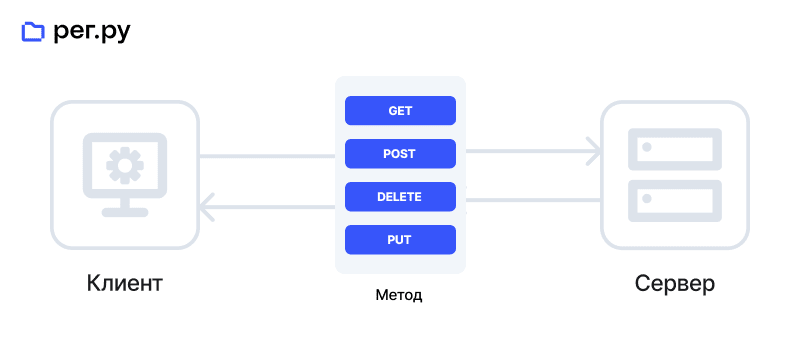 рег.ру
GET
POST
DELETE
PUT
Клиент
Метод
Сервер